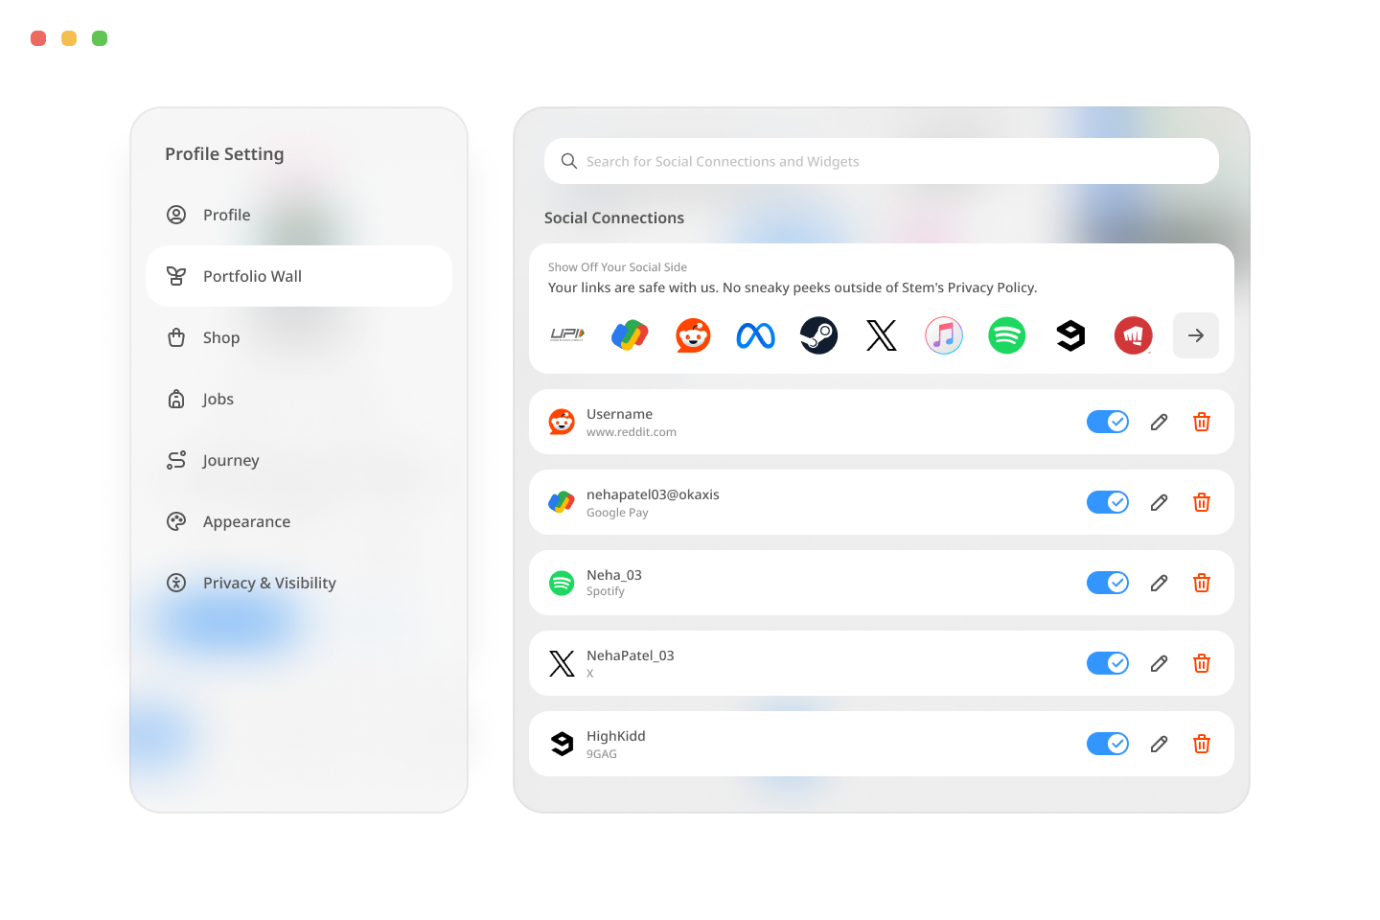 Profile Setting
Profile
Portfolio Wall
Shop
Jobs
Journey
Appearance
Privacy & Visibility
Search for Social Connections and Widgets
Social Connections
Show Off Your Social Side
Your links are safe with us. No sneaky peeks outside of Stem's Privacy Policy.
UPI
Username
www.reddit.com
nehapatel03@okaxis
Google Pay
Neha_03
Spotify
NehaPatel_03
X
HighKidd
9GAG